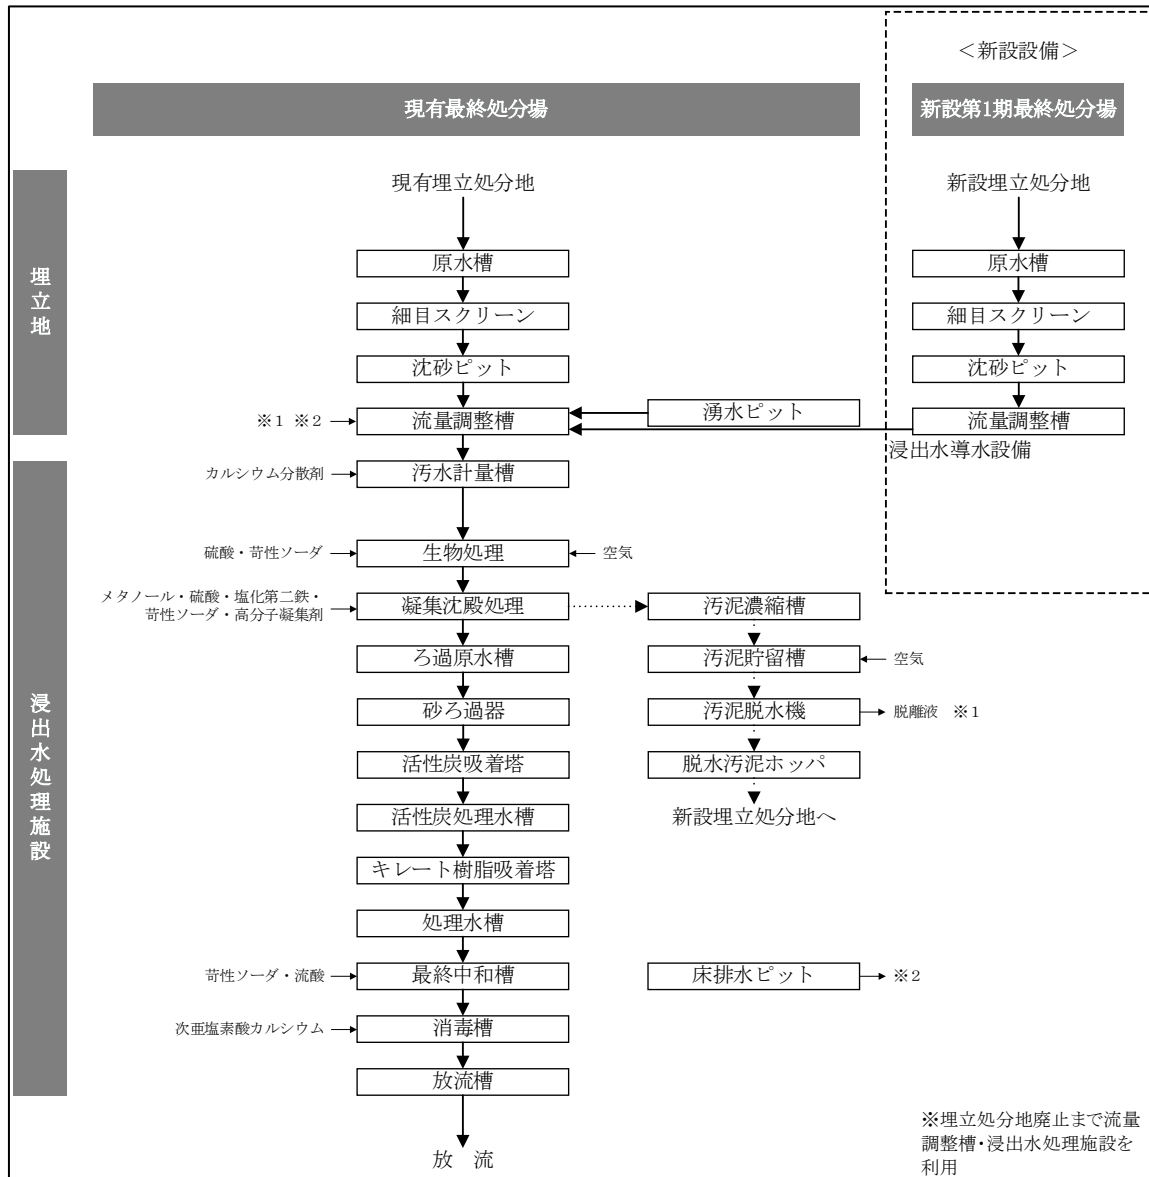 ＜新設設備＞
現有最終処分場
新設第1期最終処分場
埋立地
現有埋立処分地
新設埋立処分地
原水槽
原水槽
細目スクリーン
細目スクリーン
沈砂ピット
沈砂ピット
※1 ※2
流量調整槽
湧水ピット
流量調整槽
浸出水導水設備
浸出水処理施設
カルシウム分散剤
汚水計量槽
硫酸・苛性ソーダ
生物処理
空気
メタノール・硫酸・塩化第二鉄・
苛性ソーダ・高分子凝集剤
凝集沈殿処理
汚泥濃縮槽
ろ過原水槽
汚泥貯留槽
空気
砂ろ過器
汚泥脱水機
脱離液 ※1
活性炭吸着塔
脱水汚泥ホッパ
活性炭処理水槽
新設埋立処分地へ
キレート樹脂吸着塔
処理水槽
苛性ソーダ・流酸
最終中和槽
床排水ピット
※2
次亜塩素酸カルシウム
消毒槽
放流槽
放 流
※埋立処分地廃止まで流量
調整槽・浸出水処理施設を
利用